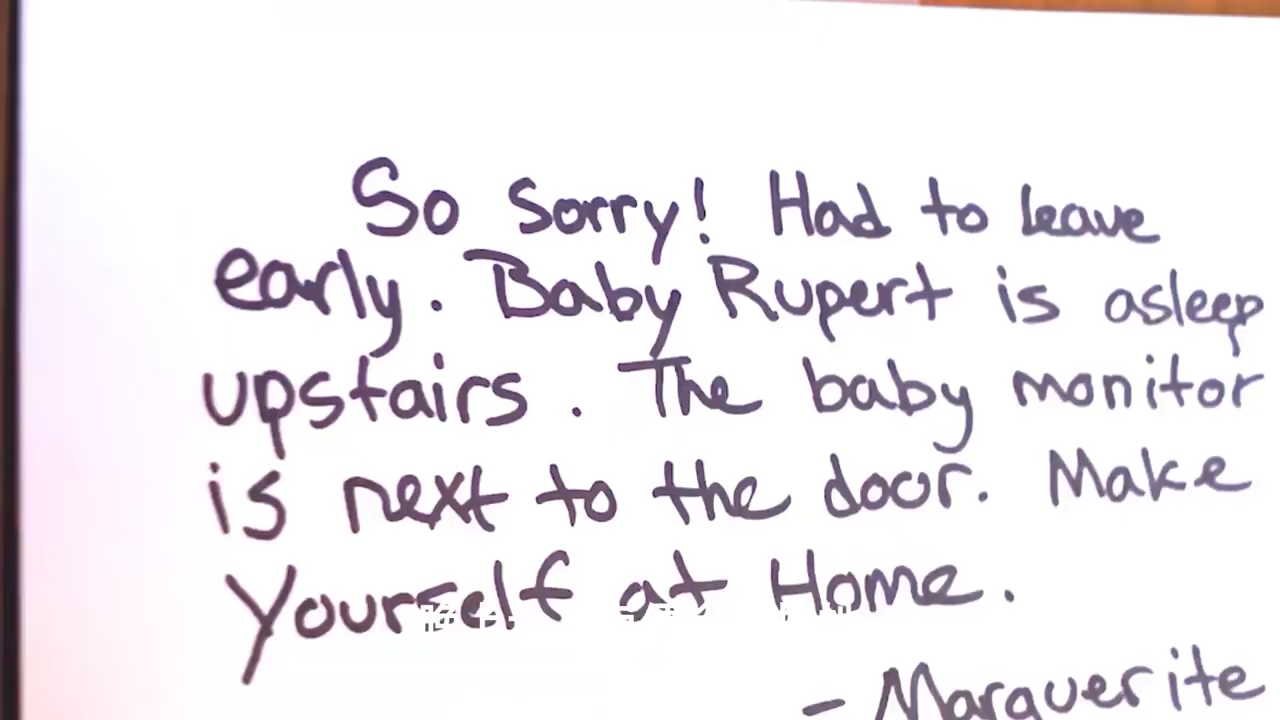 So Sorry! Had to leave
early. Baby Rupert is asleep
upstairs. The baby monitor
is next to the door. Make
Yourself at Home.
- Marguerite